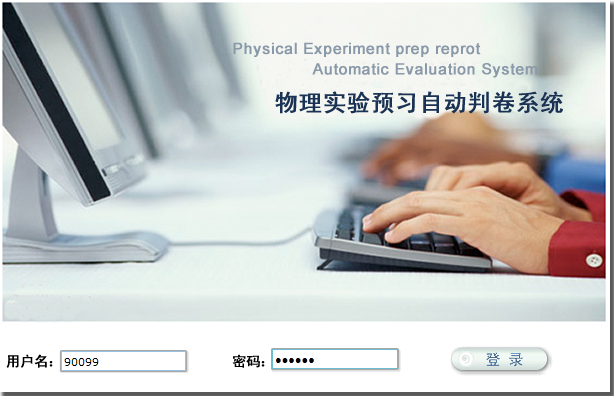 Physical Experiment prep reprot
Automatic Evaluation System
物理实验预习自动判卷系统
用户名: 90099
密码: ••••••
登 录